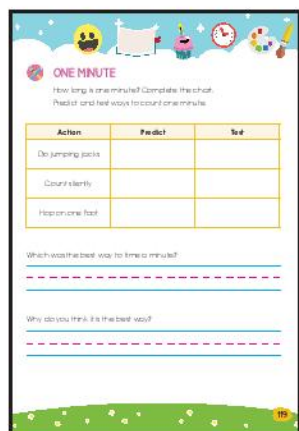 ONE MINUTE
How long is one minute? Complete the chart.
Predict and test ways to count one minute.
Action Predict Test
Do jumping jacks
Count silently
Hop on one foot
Which was the best way to time a minute?
Why do you think it is the best way?
119